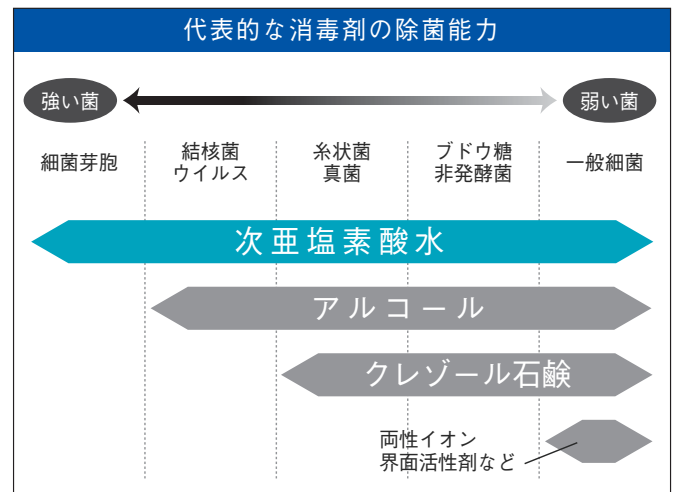 代表的な消毒剤の除菌能力
強い菌
弱い菌
細菌芽胞
結核菌
ウイルス
糸状菌
真菌
ブドウ糖
非発酵菌
一般細菌
次亜塩素酸水
アルコール
クレゾール石鹸
両性イオン
界面活性剤など